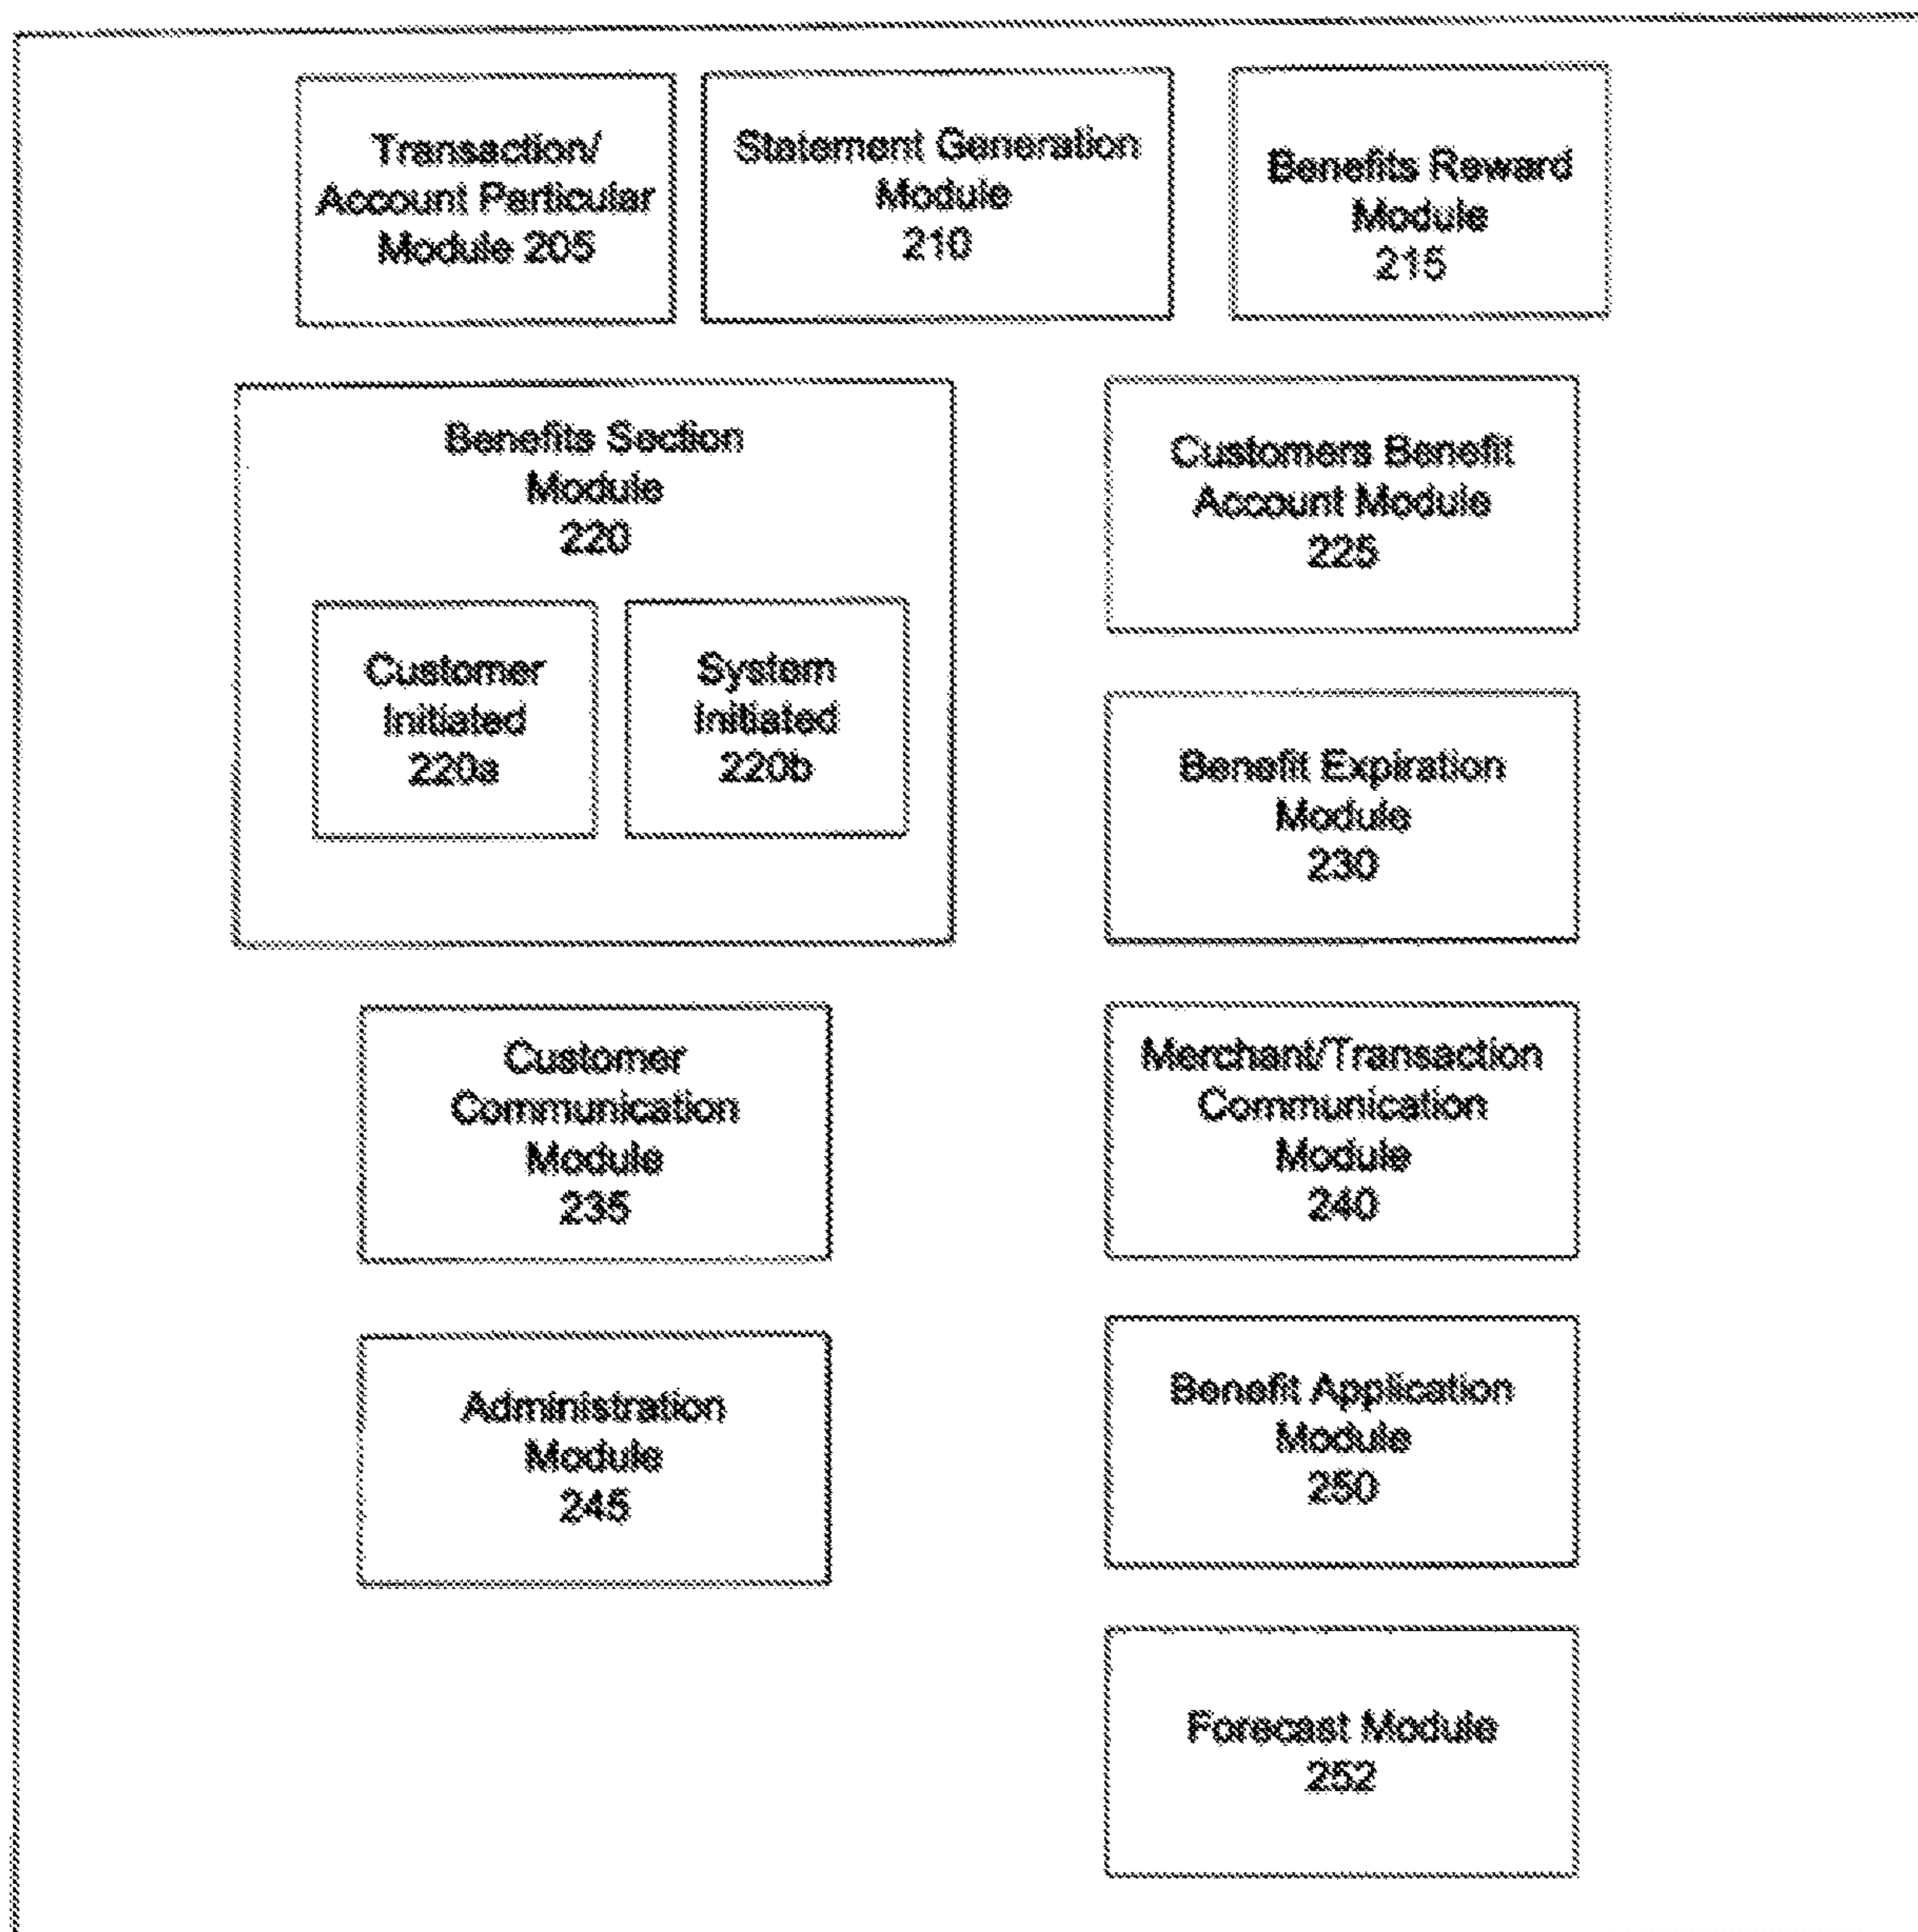 Transaction/
Account Particular
Module 205
Statement Generation
Module
210
Benefits Reward
Module
215
Benefits Section
Module
220
Customer
Initiated
220a
System
Initiated
220b
Customers Benefit
Account Module
225
Benefit Expiration
Module
230
Customer
Communication
Module
235
Merchant/Transaction
Communication
Module
240
Administration
Module
245
Benefit Application
Module
250
Forecast Module
252